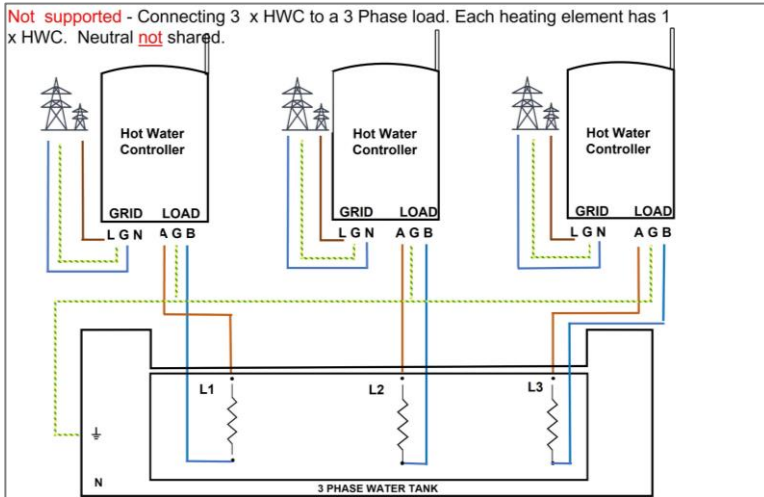 Not supported - Connecting 3 x HWC to a 3 Phase load. Each heating element has 1
x HWC. Neutral not shared.
Hot Water
Controller
GRID LOAD
L G N A G B
Hot Water
Controller
GRID LOAD
L G N A G B
Hot Water
Controller
GRID LOAD
L G N A G B
L1
L2
L3
N
3 PHASE WATER TANK